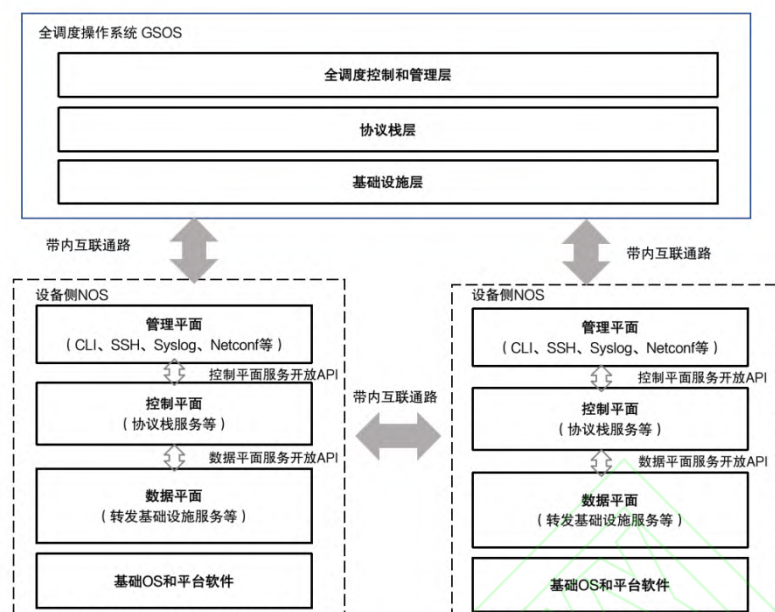 全调度操作系统 GSOS
全调度控制和管理层
协议栈层
基础设施层
带内互联通路
带内互联通路
设备侧NOS
管理平面
（CLI、SSH、Syslog、Netconf等）
控制平面服务开放API
控制平面
（协议栈服务等）
数据平面服务开放API
数据平面
（转发基础设施服务等）
基础OS和平台软件
带内互联通路
设备侧NOS
管理平面
（CLI、SSH、Syslog、Netconf等）
控制平面服务开放API
控制平面
（协议栈服务等）
数据平面服务开放API
数据平面
（转发基础设施服务等）
基础OS和平台软件